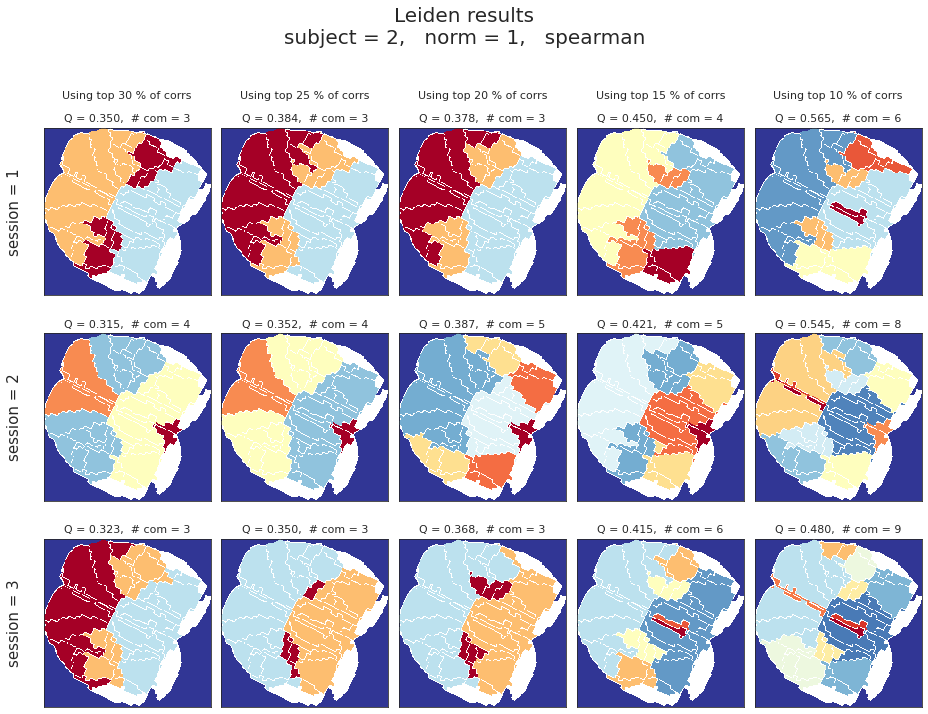 Leiden results
subject = 2,   norm = 1,   spearman
Using top 30 % of corrs
Using top 25 % of corrs
Using top 20 % of corrs
Using top 15 % of corrs
Using top 10 % of corrs
session = 1
Q = 0.350,  # com = 3
Q = 0.384,  # com = 3
Q = 0.378,  # com = 3
Q = 0.450,  # com = 4
Q = 0.565,  # com = 6
session = 2
Q = 0.315,  # com = 4
Q = 0.352,  # com = 4
Q = 0.387,  # com = 5
Q = 0.421,  # com = 5
Q = 0.545,  # com = 8
session = 3
Q = 0.323,  # com = 3
Q = 0.350,  # com = 3
Q = 0.368,  # com = 3
Q = 0.415,  # com = 6
Q = 0.480,  # com = 9